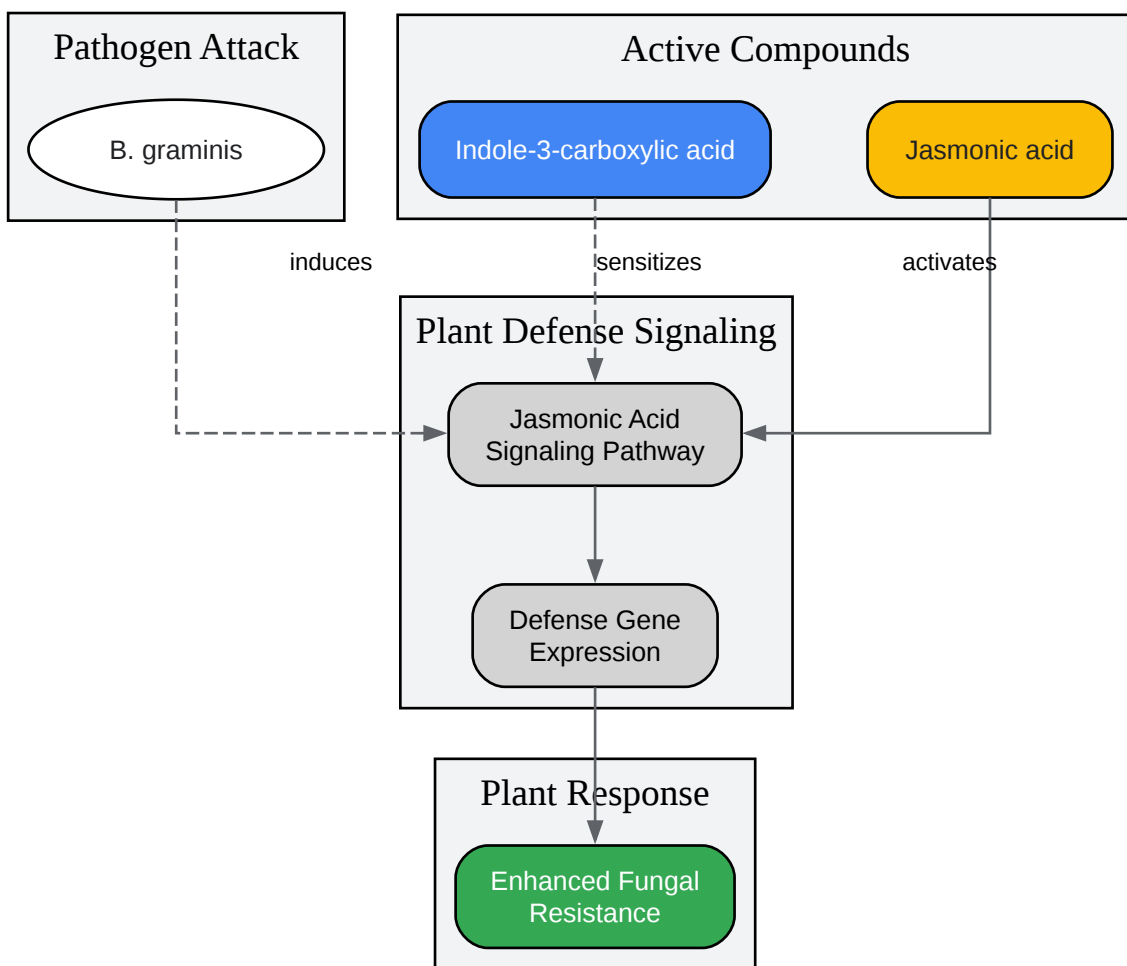 Pathogen Attack
B. graminis
Active Compounds
Indole-3-carboxylic acid
Jasmonic acid
induces
sensitizes
activates
Plant Defense Signaling
Jasmonic Acid
Signaling Pathway
Defense Gene
Expression
Plant Response
Enhanced Fungal
Resistance